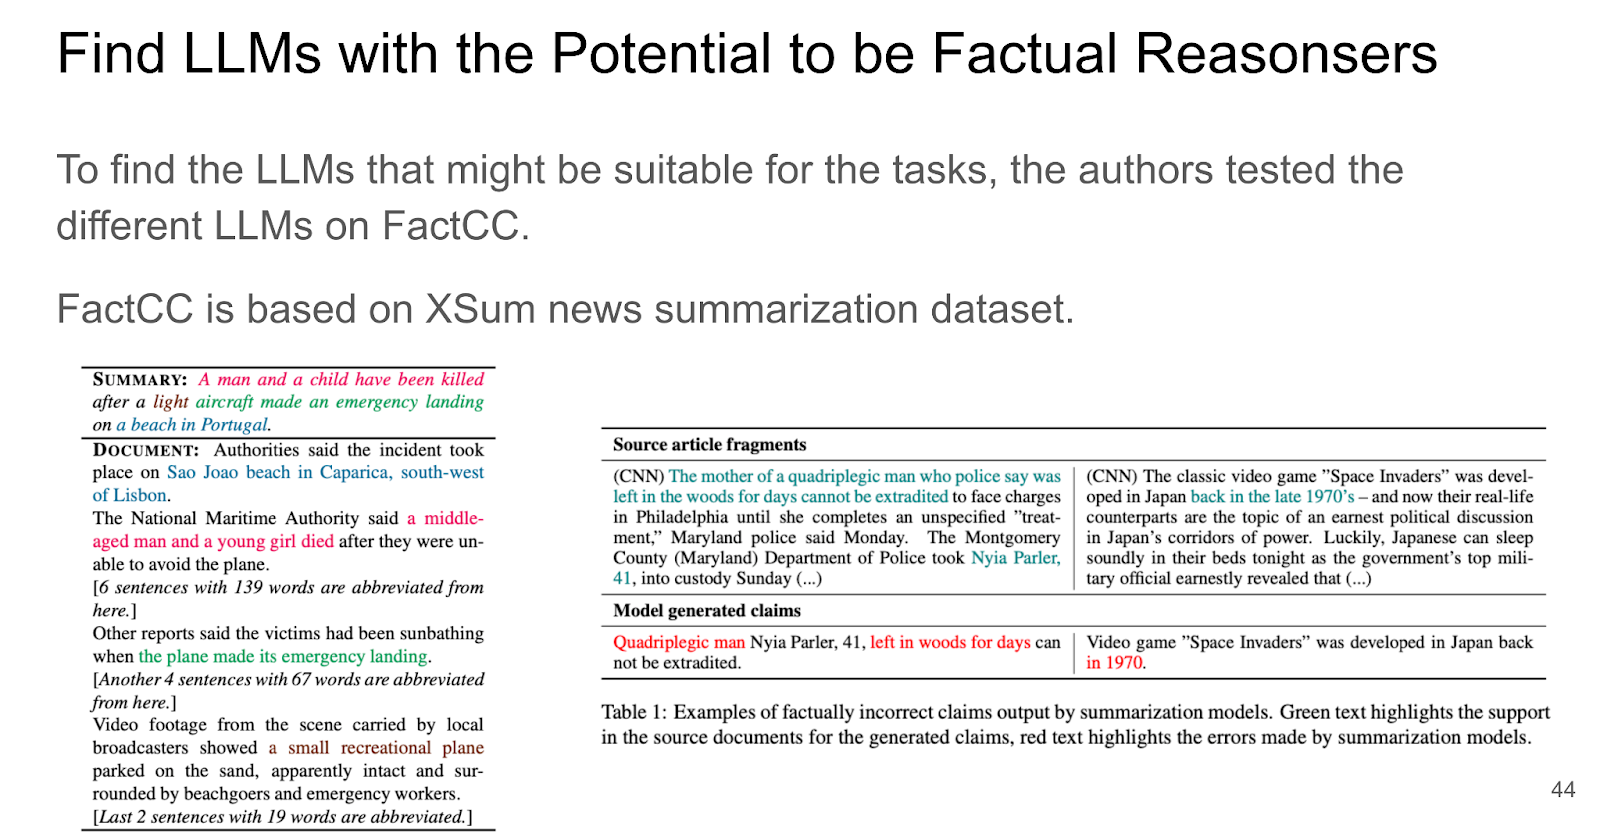 Find LLMs with the Potential to be Factual Reasonsers
To find the LLMs that might be suitable for the tasks, the authors tested the
different LLMs on FactCC.
FactCC is based on XSum news summarization dataset.
SUMMARY: A man and a child have been killed
after a light aircraft made an emergency landing
on a beach in Portugal.
DOCUMENT: Authorities said the incident took
place on Sao Joao beach in Caparica, south-west
of Lisbon.
The National Maritime Authority said a middle-
aged man and a young girl died after they were un-
able to avoid the plane.
[6 sentences with 139 words are abbreviated from
here.]
Other reports said the victims had been sunbathing
when the plane made its emergency landing.
[Another 4 sentences with 67 words are abbreviated
from here.]
Video footage from the scene carried by local
broadcasters showed a small recreational plane
parked on the sand, apparently intact and sur-
rounded by beachgoers and emergency workers.
[Last 2 sentences with 19 words are abbreviated.]
Source article fragments
(CNN) The mother of a quadriplegic man who police say was
left in the woods for days cannot be extradited to face charges
in Philadelphia until she completes an unspecified "treat-
ment," Maryland police said Monday. The Montgomery
County (Maryland) Department of Police took Nyia Parler,
41, into custody Sunday (...)
(CNN) The classic video game "Space Invaders" was devel-
oped in Japan back in the late 1970's – and now their real-life
counterparts are the topic of an earnest political discussion
in Japan's corridors of power. Luckily, Japanese can sleep
soundly in their beds tonight as the government's top mili-
tary official earnestly revealed that (...)
Model generated claims
Quadriplegic man Nyia Parler, 41, left in woods for days can
not be extradited.
Video game "Space Invaders" was developed in Japan back
in 1970.
Table 1: Examples of factually incorrect claims output by summarization models. Green text highlights the support
in the source documents for the generated claims, red text highlights the errors made by summarization models.
44